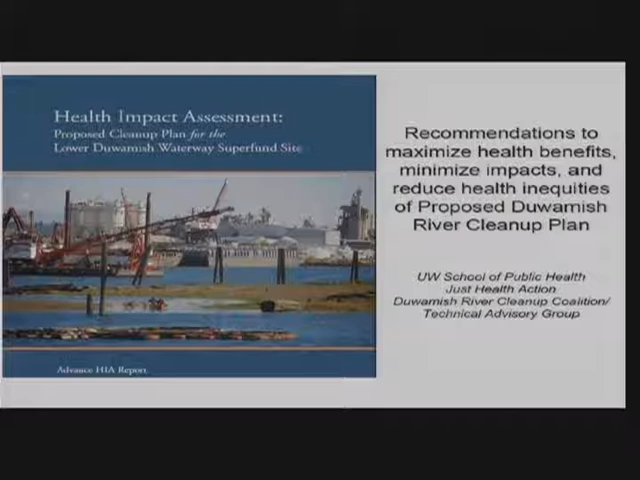 Health Impact Assessment:
Proposed Cleanup Plan for the
Lower Duwamish Waterway Superfund Site
Advance HIA Report
Recommendations to
maximize health benefits,
minimize impacts, and
reduce health inequities
of Proposed Duwamish
River Cleanup Plan
UW School of Public Health
Just Health Action
Duwamish River Cleanup Coalition/
Technical Advisory Group